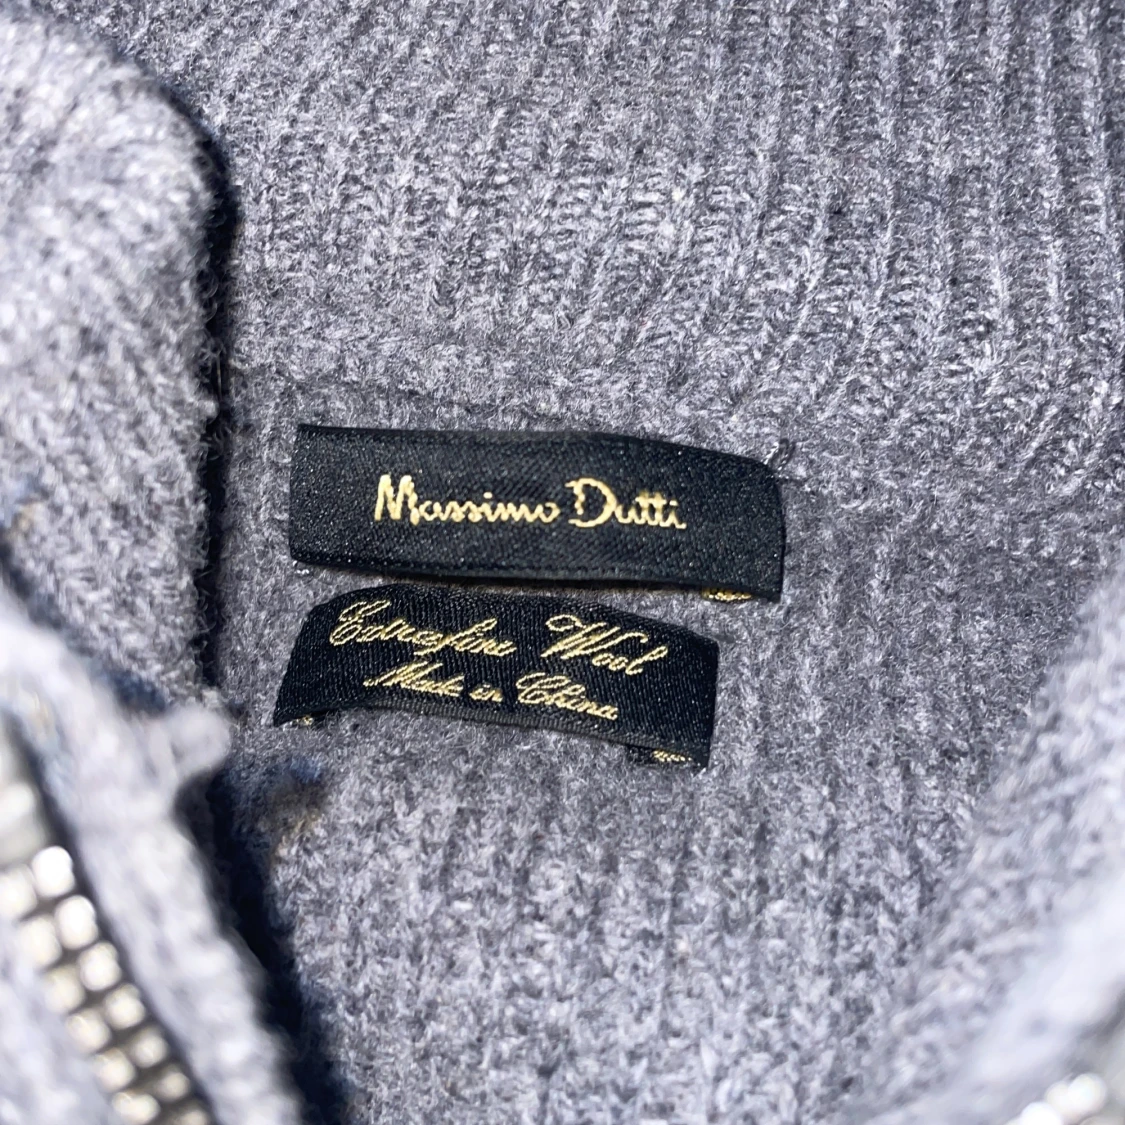 Massimo Dutti
Extrafine Wool
Made in China